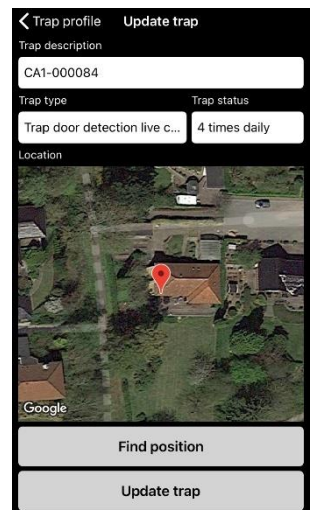 Trap profile Update trap
Trap description
CA1-000084
Trap type Trap status
Trap door detection live c... 4 times daily
Location
Google
Find position
Update trap